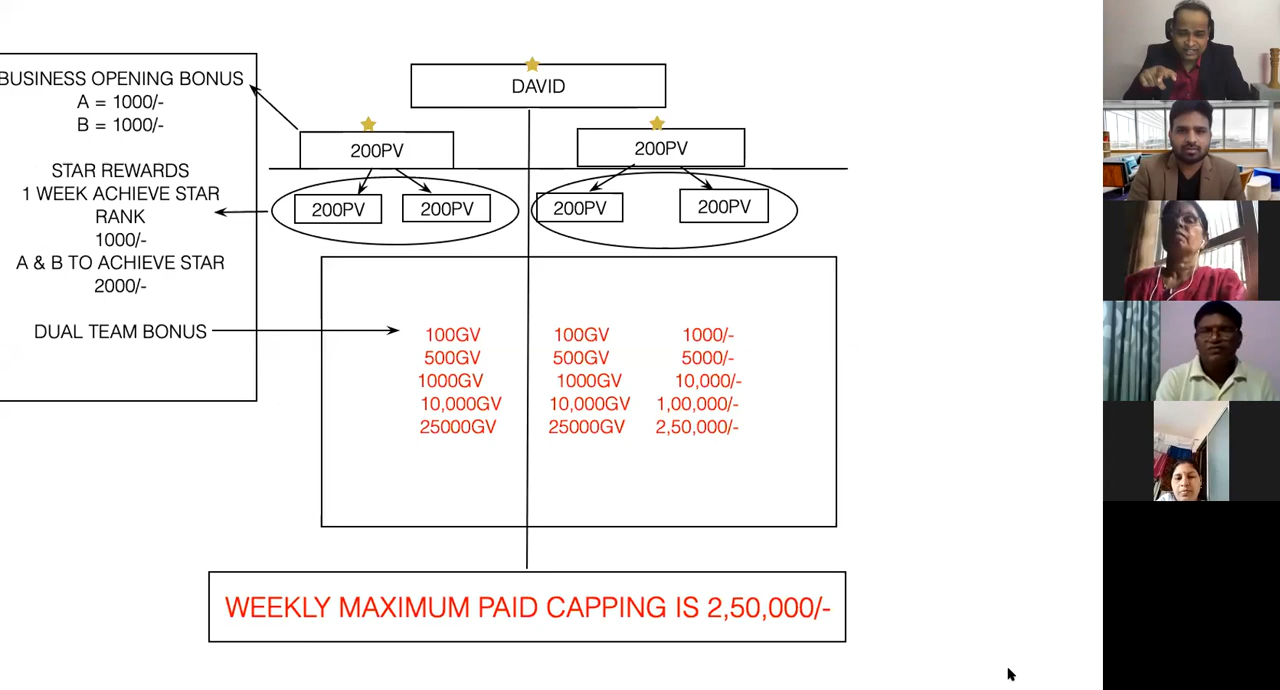 BUSINESS OPENING BONUS
A = 1000/-
B = 1000/-
STAR REWARDS
1 WEEK ACHIEVE STAR
RANK
1000/-
A & B TO ACHIEVE STAR
2000/-
DUAL TEAM BONUS
DAVID
200PV
200PV
200PV
200PV
200PV
200PV
100GV 100GV 1000/-
500GV 500GV 5000/-
1000GV 1000GV 10,000/-
10,000GV 10,000GV 1,00,000/-
25000GV 25000GV 2,50,000/-
WEEKLY MAXIMUM PAID CAPPING IS 2,50,000/-